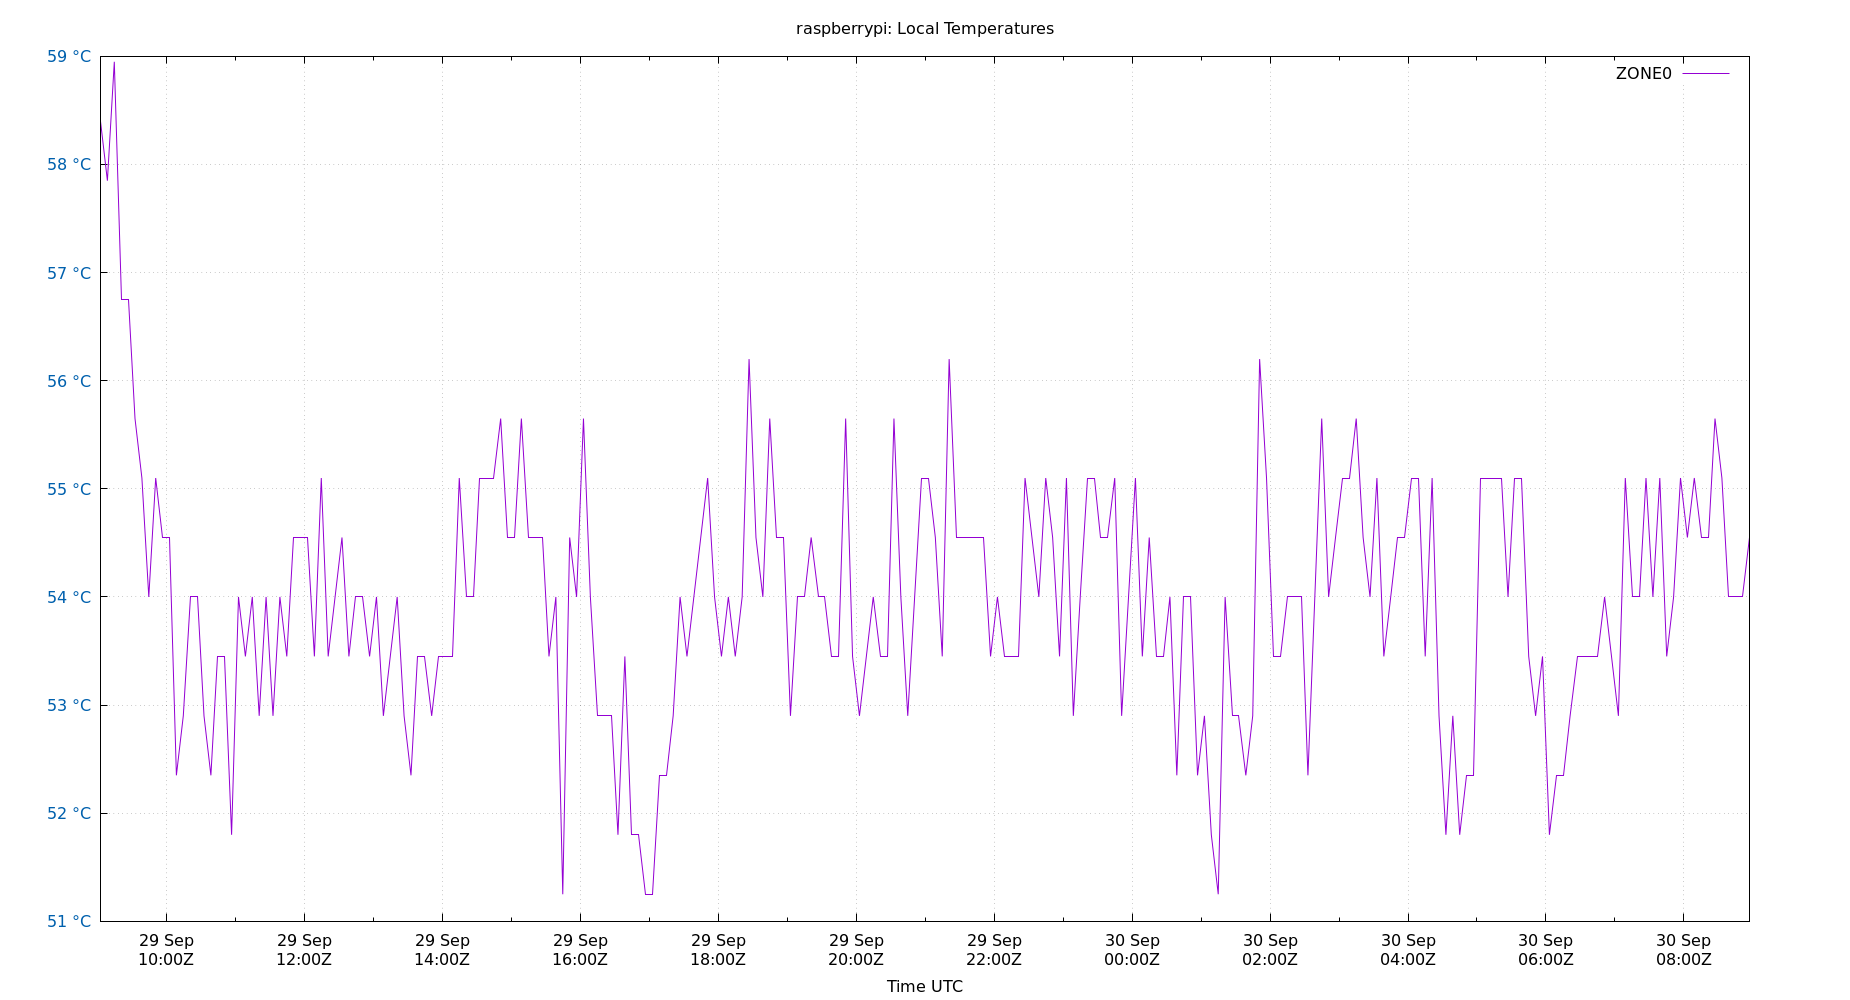 raspberrypi: Local Temperatures
ZONE0
59 °C
58 °C
57 °C
56 °C
55 °C
54 °C
53 °C
52 °C
51 °C
29 Sep 29 Sep 29 Sep 29 Sep 29 Sep 29 Sep 29 Sep 30 Sep 30 Sep 30 Sep 30 Sep 30 Sep
10:00Z 12:00Z 14:00Z 16:00Z 18:00Z 20:00Z 22:00Z 00:00Z 02:00Z 04:00Z 06:00Z 08:00Z
Time UTC